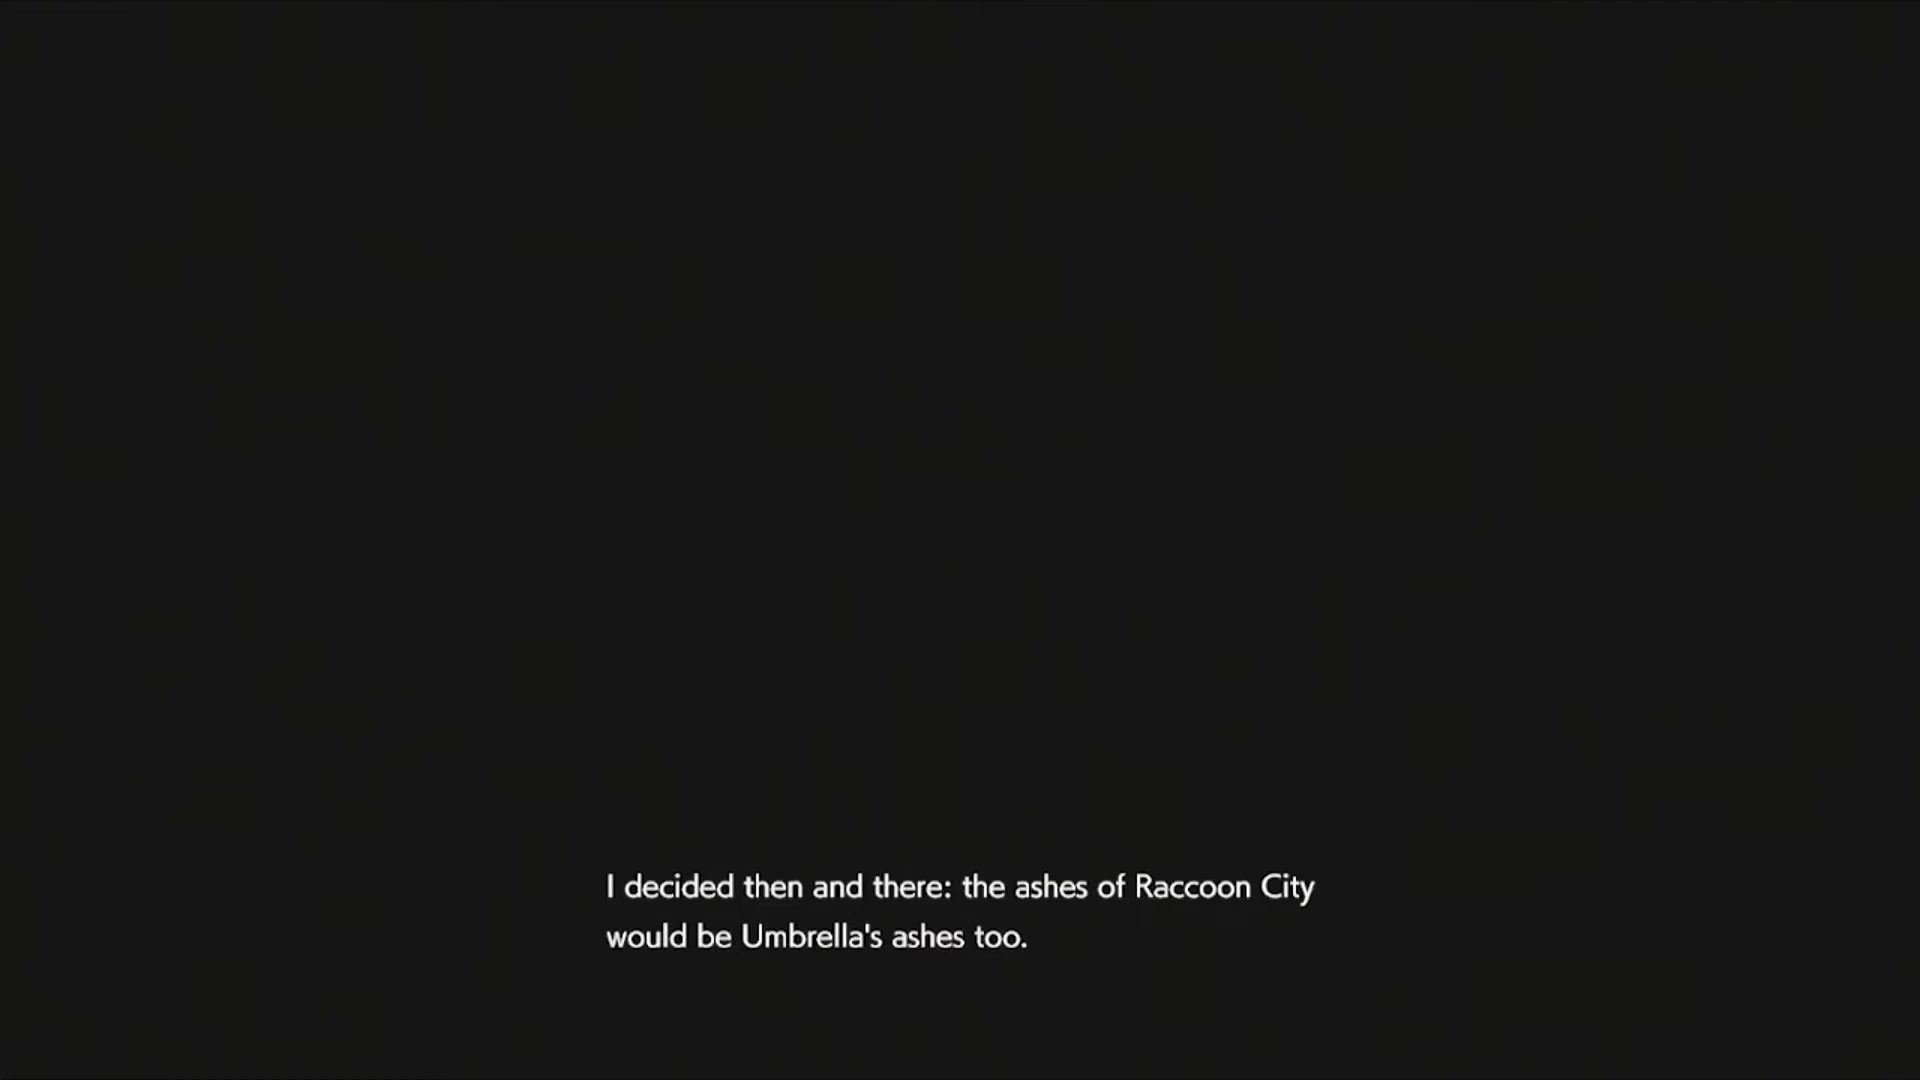 I decided then and there: the ashes of Raccoon City
would be Umbrella's ashes too.